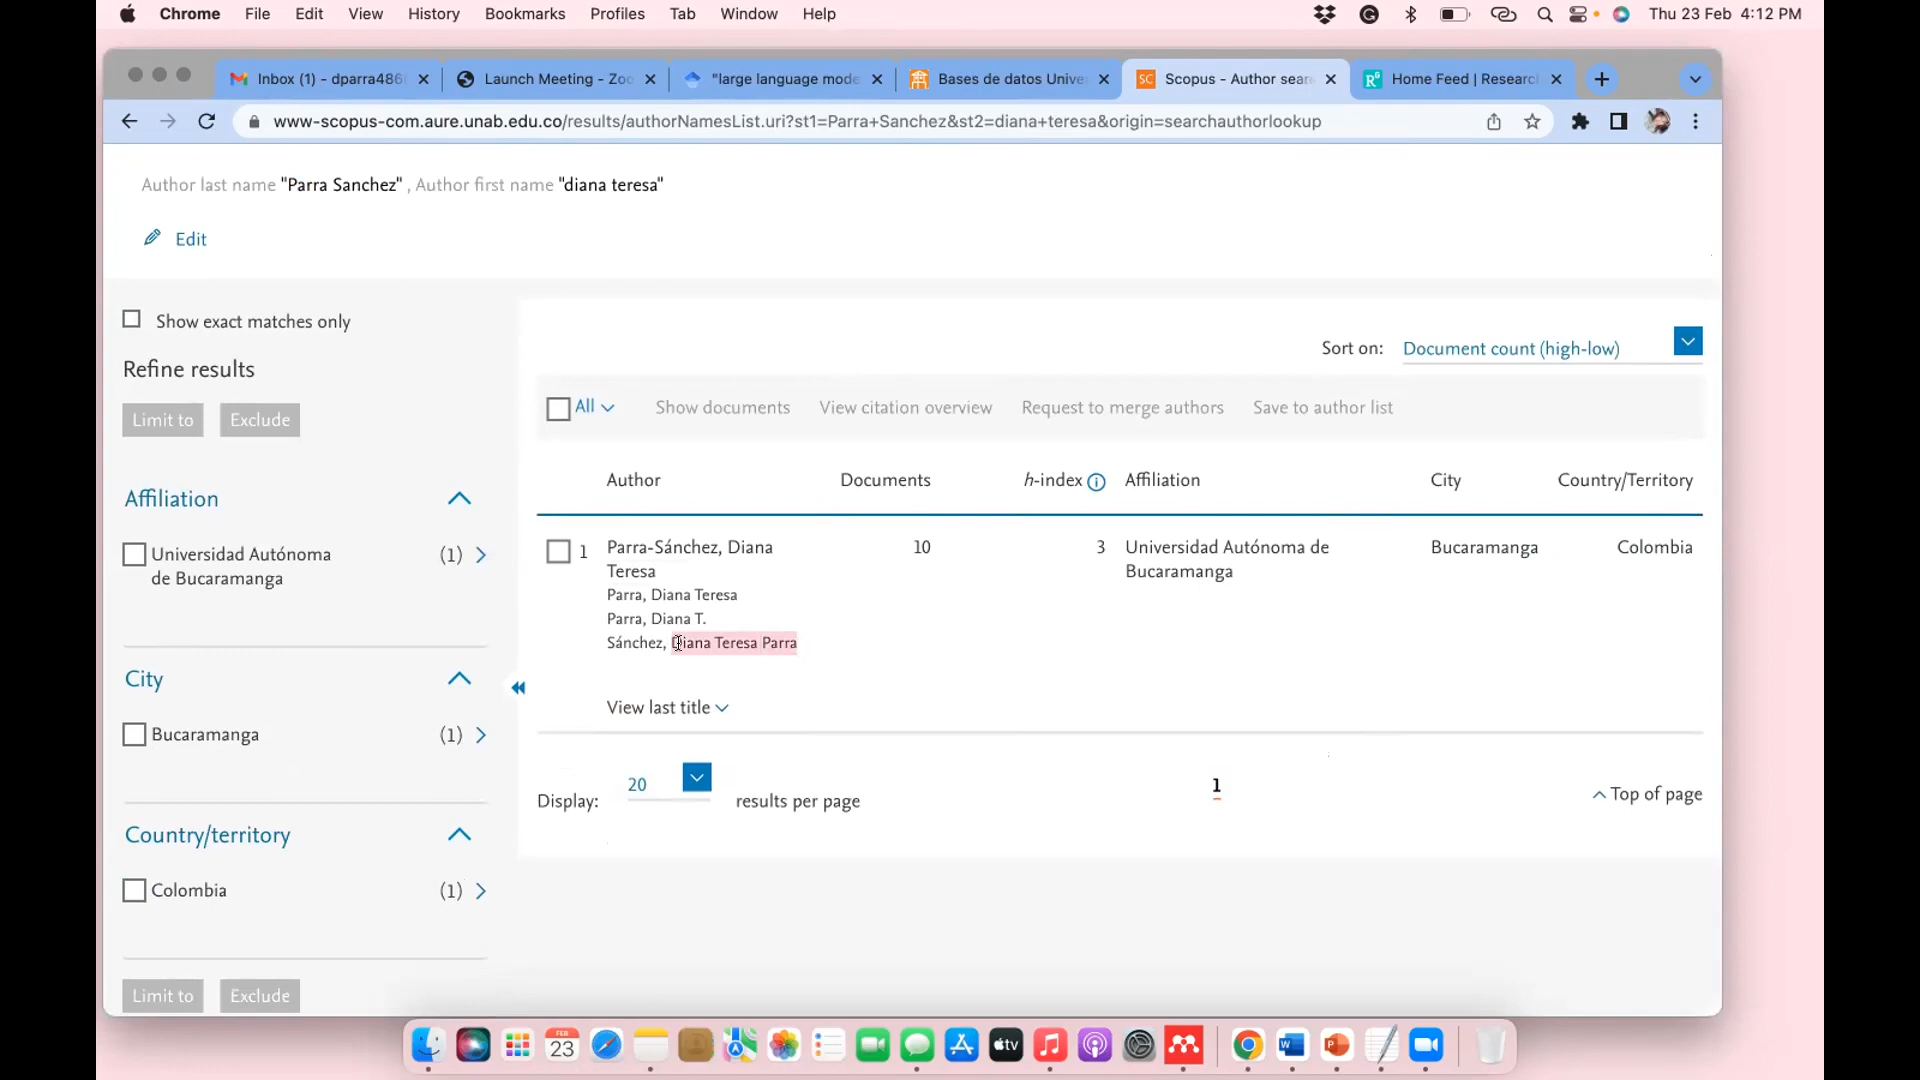 Chrome File Edit View History Bookmarks Profiles Tab Window Help Thu 23 Feb 4:12 PM
Inbox (1) - dparra486 Launch Meeting - Zoo "large language mode Bases de datos Unive SC Scopus - Author sear Home Feed | Researc
www-scopus-com.aure.unab.edu.co/results/authorNamesList.uri?st1=Parra+Sanchez&st2=diana+teresa&origin=searchauthorlookup
Author last name "Parra Sanchez" , Author first name "diana teresa"
Edit
Show exact matches only
Refine results
Limit to Exclude
Affiliation
Universidad Autónoma (1)
de Bucaramanga
City
Bucaramanga (1)
Country/territory
Colombia (1)
Limit to Exclude
Sort on: Document count (high-low)
All Show documents View citation overview Request to merge authors Save to author list
Author Documents h-index i Affiliation City Country/Territory
1 Parra-Sánchez, Diana 10 3 Universidad Autónoma de Bucaramanga Colombia
Teresa Bucaramanga
Parra, Diana Teresa
Parra, Diana T.
Sánchez, Diana Teresa Parra
View last title
Display: 20 results per page 1 Top of page
FEB
23
tv
W P